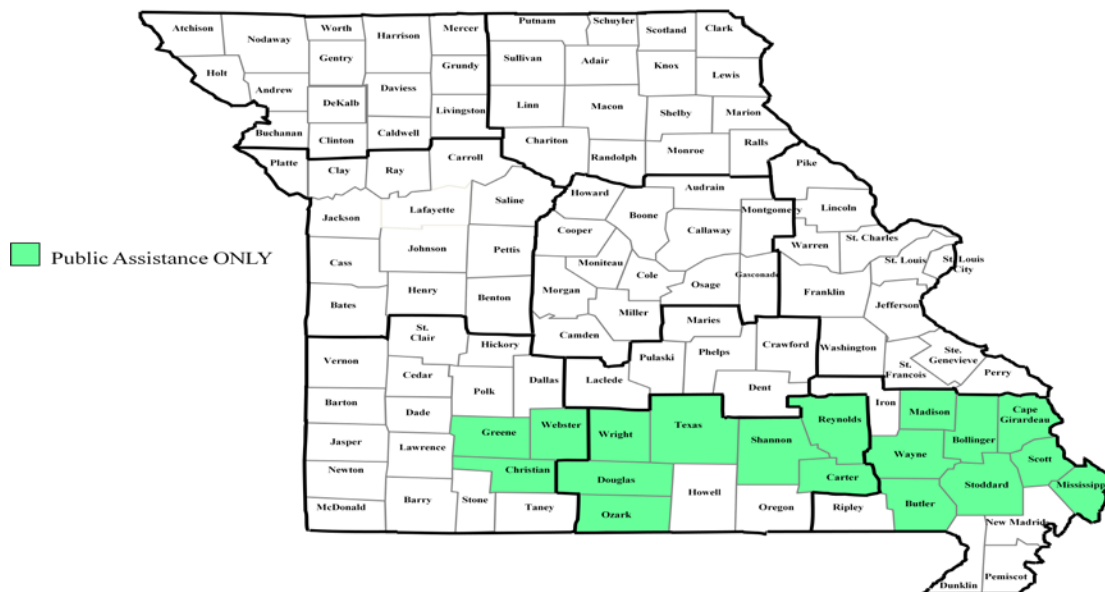 Atchison
Nodaway
Worth
Harrison
Mercer
Putnam
Schuyler
Scotland
Clark
Holt
Andrew
Gentry
Daviess
Grundy
Sullivan
Adair
Knox
Lewis
DeKalb
Livingston
Linn
Macon
Shelby
Marion
Buchanan
Clinton
Caldwell
Chariton
Randolph
Monroe
Ralls
Platte
Clay
Ray
Carroll
Pike
Jackson
Lafayette
Saline
Howard
Boone
Audrain
Montgomery
Lincoln
Public Assistance ONLY
Cass
Johnson
Pettis
Cooper
Moniteau
Cole
Callaway
Osage
Gasconade
Warren
St. Charles
St. Louis
St. Louis
City
Bates
Henry
Benton
Morgan
Miller
Franklin
Jefferson
Vernon
St.
Clair
Hickory
Camden
Maries
Pulaski
Phelps
Crawford
Washington
St.
Francois
Ste.
Genevieve
Perry
Barton
Cedar
Polk
Dallas
Laclede
Dent
Iron
Madison
Cape
Girardeau
Jasper
Dade
Greene
Webster
Wright
Texas
Shannon
Reynolds
Wayne
Bollinger
Scott
Newton
Lawrence
Christian
Douglas
Carter
Stoddard
Mississippi
McDonald
Barry
Stone
Taney
Ozark
Howell
Oregon
Ripley
Butler
New Madrid
Dunklin
Pemiscot